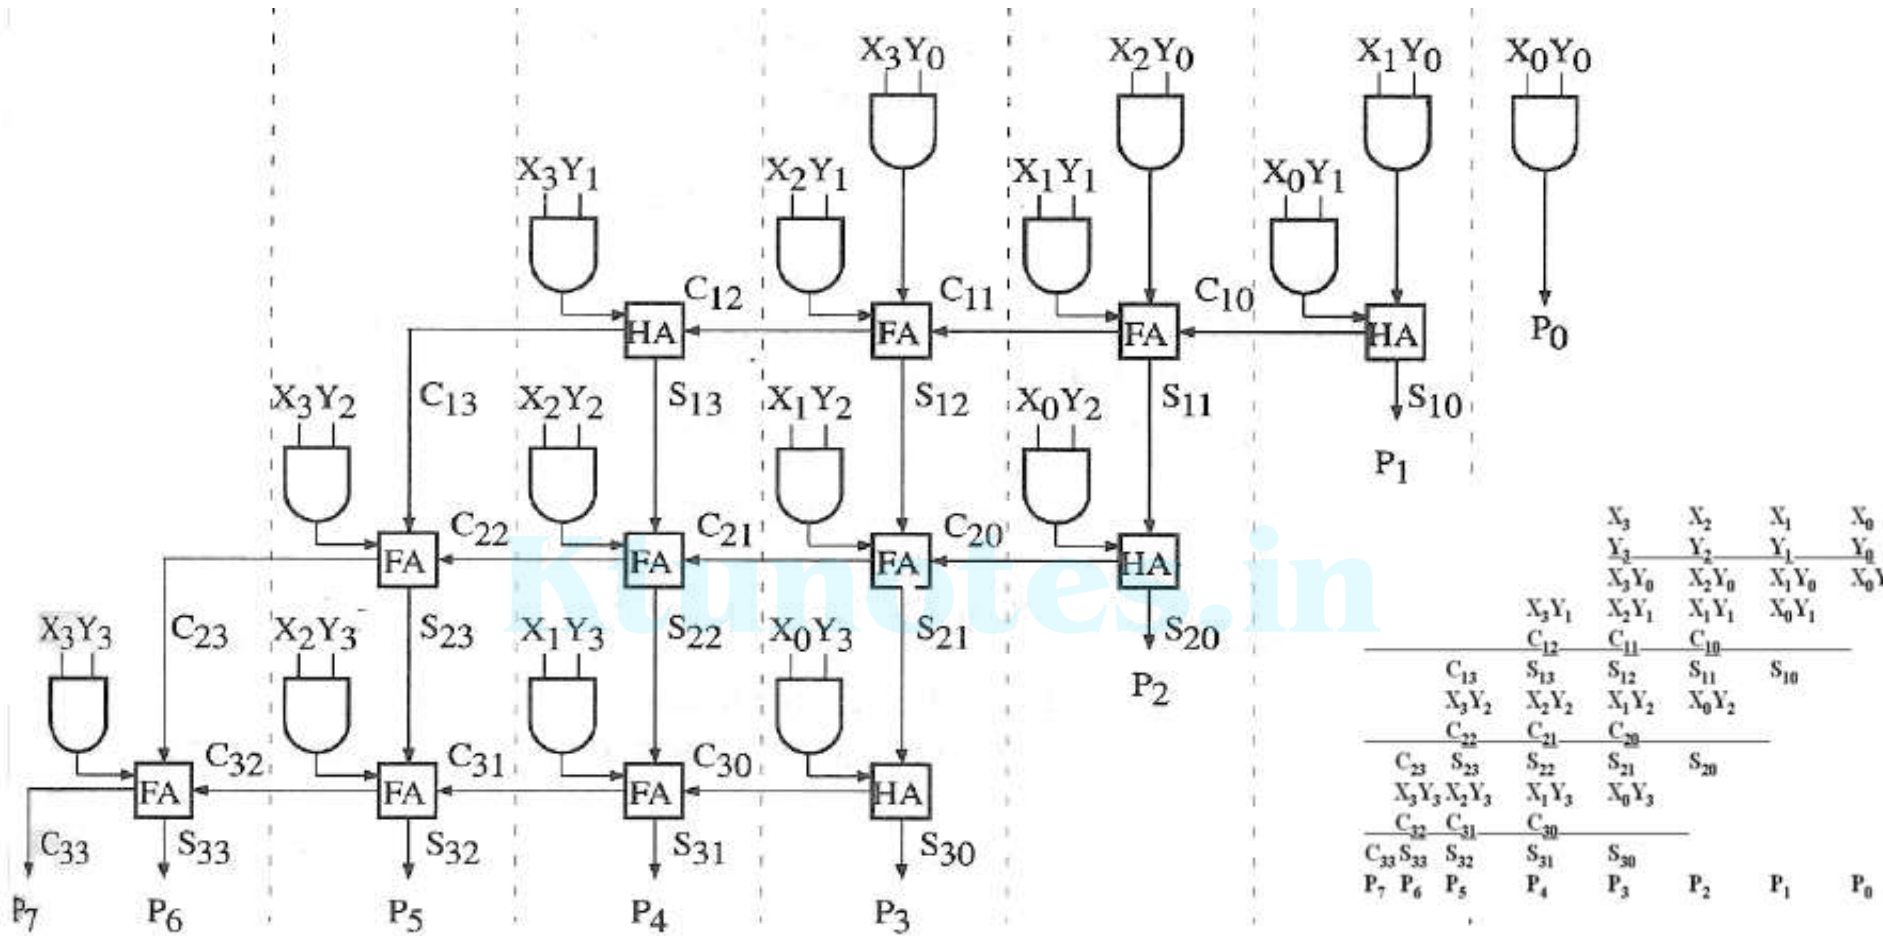 X3Y0 X2Y0 X1Y0 X0Y0
X3Y1 X2Y1 X1Y1 X0Y1
C12 C11 C10
HA FA FA HA P0
X3Y2 C13 X2Y2 S13 X1Y2 S12 X0Y2 S11 S10
P1
C22 C21 C20
FA FA FA HA
Ktunotes.in
X3Y3 C23 X2Y3 S23 X1Y3 S22 X0Y3 S21 S20
P2
C32 C31 C30
FA FA FA HA
C33 S33 S32 S31 S30
P7 P6 P5 P4 P3
X3 X2 X1 X0
Y3 Y2 Y1 Y0
X3Y0 X2Y0 X1Y0 X0Y
X3Y1 X2Y1 X1Y1 X0Y1
C12 C11 C10
C13 S13 S12 S11 S10
X3Y2 X2Y2 X1Y2 X0Y2
C22 C21 C20
C23 S23 S22 S21 S20
X3Y3 X2Y3 X1Y3 X0Y3
C32 C31 C30
C33 S33 S32 S31 S30
P7 P6 P5 P4 P3 P2 P1 P0